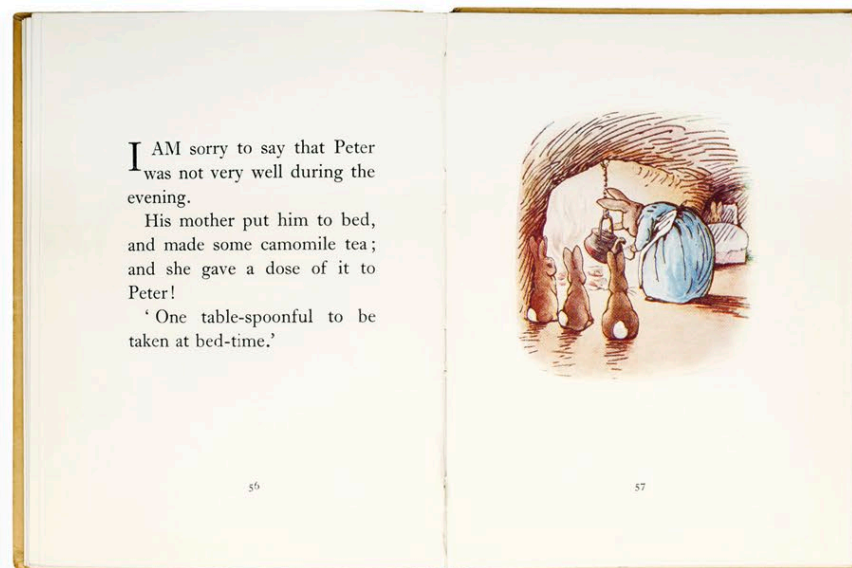 I AM sorry to say that Peter
was not very well during the
evening.
His mother put him to bed,
and made some camomile tea;
and she gave a dose of it to
Peter!
‘ One table-spoonful to be
taken at bed-time.’
56
57